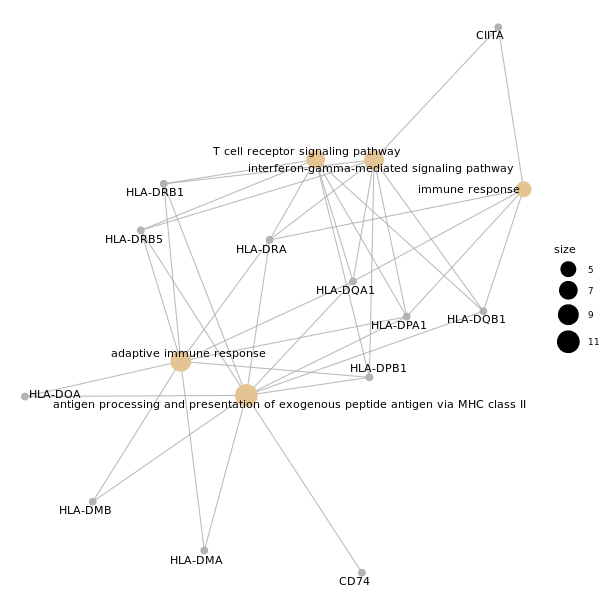 CIITA
T cell receptor signaling pathway
interferon-gamma-mediated signaling pathway
HLA-DRB1
immune response
HLA-DRB5
HLA-DRA
size
5
HLA-DQA1
7
HLA-DPA1
HLA-DQB1
9
11
adaptive immune response
HLA-DPB1
HLA-DOA
antigen processing and presentation of exogenous peptide antigen via MHC class II
HLA-DMB
HLA-DMA
CD74